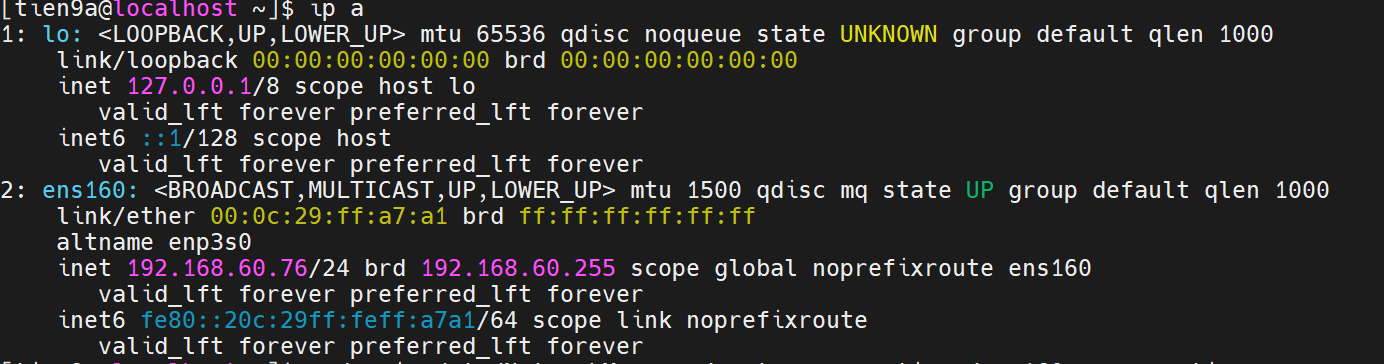 [tien9a@localhost ~]$ ip a
1: lo: <LOOPBACK,UP,LOWER_UP> mtu 65536 qdisc noqueue state UNKNOWN group default qlen 1000
    link/loopback 00:00:00:00:00:00 brd 00:00:00:00:00:00
    inet 127.0.0.1/8 scope host lo
       valid_lft forever preferred_lft forever
    inet6 ::1/128 scope host
       valid_lft forever preferred_lft forever
2: ens160: <BROADCAST,MULTICAST,UP,LOWER_UP> mtu 1500 qdisc mq state UP group default qlen 1000
    link/ether 00:0c:29:ff:a7:a1 brd ff:ff:ff:ff:ff:ff
    altname enp3s0
    inet 192.168.60.76/24 brd 192.168.60.255 scope global noprefixroute ens160
       valid_lft forever preferred_lft forever
    inet6 fe80::20c:29ff:feff:a7a1/64 scope link noprefixroute
       valid_lft forever preferred_lft forever